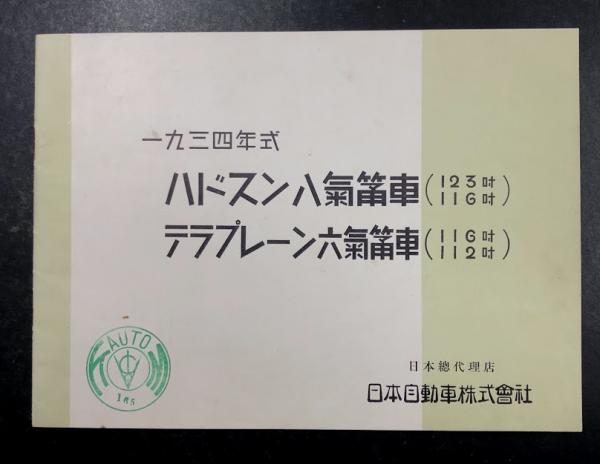 一九三四年式
ハドスン八氣筩車(123吋 116吋)
テラプレーン六氣筩車(116吋 112吋)
AUTO
165
日本總代理店
日本自動車株式會社